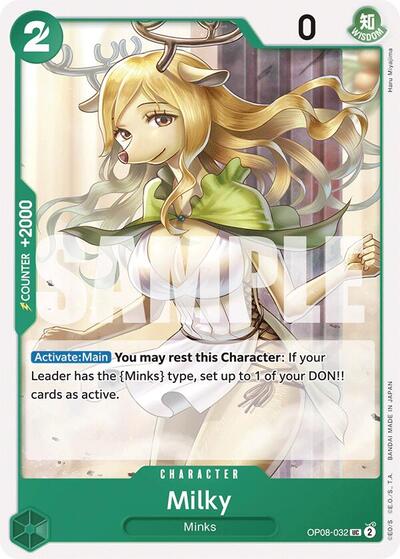 2
0
知
WISDOM
Haru Miyajima
COUNTER +2000
SAMPLE
Activate:Main You may rest this Character: If your
Leader has the {Minks} type, set up to 1 of your DON!!
cards as active.
©E.O./S ©E.O./S., T.A. BANDAI MADE IN JAPAN
CHARACTER
Milky
Minks
OP08-032 UC 2